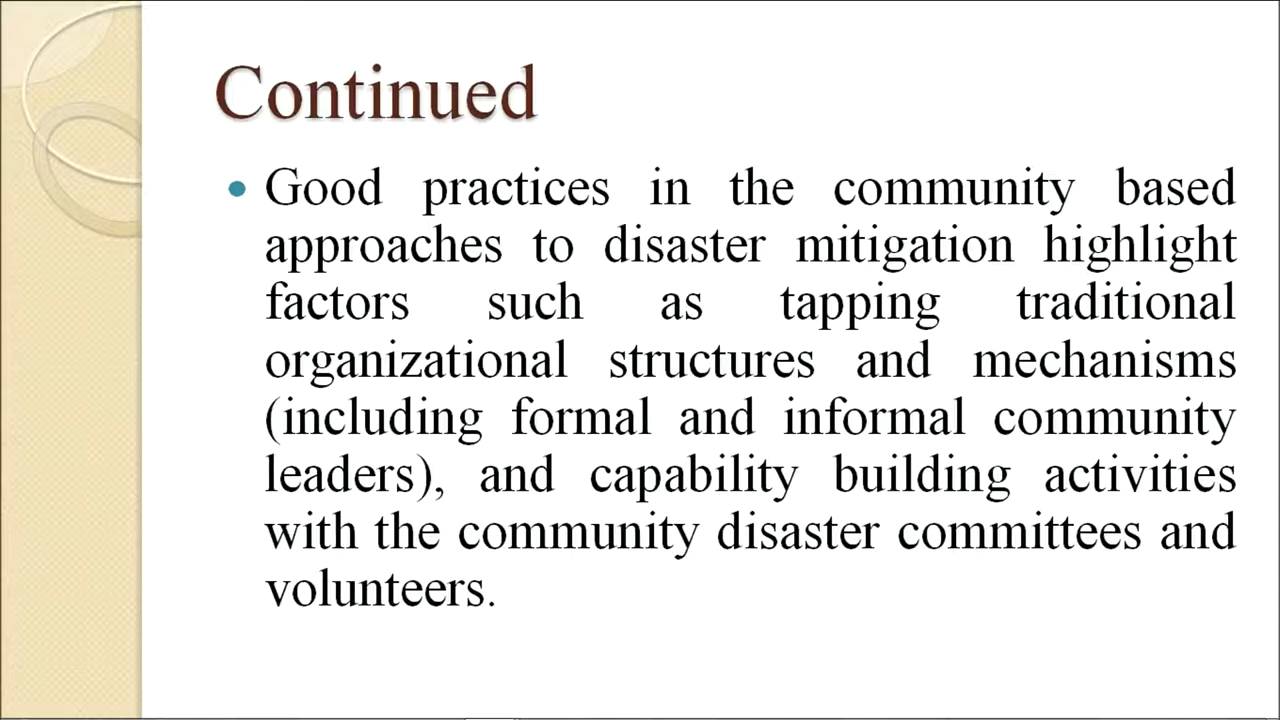 Continued
• Good practices in the community based
approaches to disaster mitigation highlight
factors such as tapping traditional
organizational structures and mechanisms
(including formal and informal community
leaders), and capability building activities
with the community disaster committees and
volunteers.